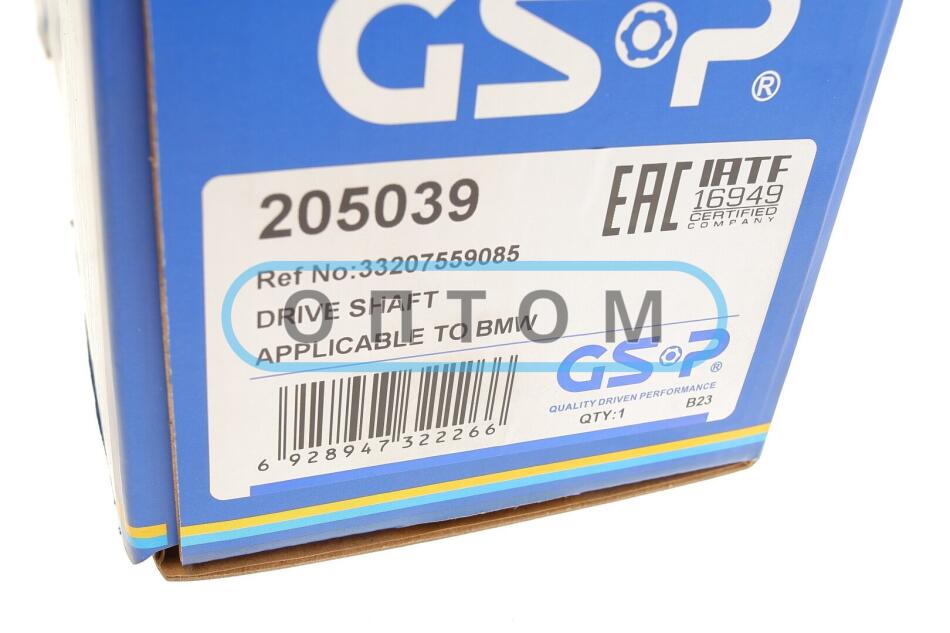 GSP®
205039
EAC IATF
16949
CERTIFIED
COMPANY
Ref No:33207559085
DRIVE SHAFT
APPLICABLE TO BMW
ОПТОМ
GSP®
QUALITY DRIVEN PERFORMANCE
QTY:1 B23
6 928947 322266